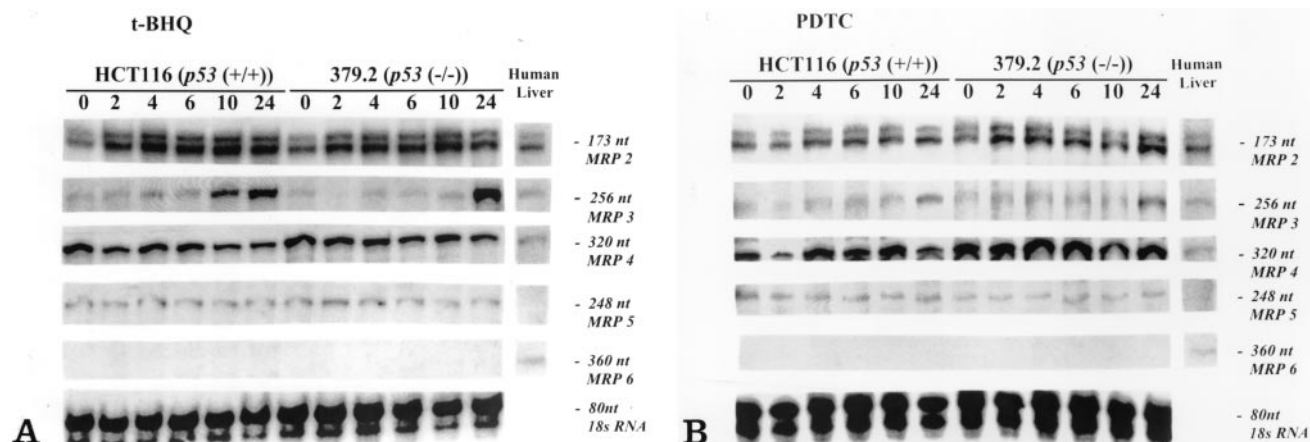 t-BHQ
HCT116 (p53 (+/+)) 379.2 (p53 (-/-)) Human Liver
0 2 4 6 10 24 0 2 4 6 10 24
- 173 nt
MRP 2
- 256 nt
MRP 3
- 320 nt
MRP 4
- 248 nt
MRP 5
- 360 nt
MRP 6
- 80nt
18s RNA
A
PDTC
HCT116 (p53 (+/+)) 379.2 (p53 (-/-)) Human Liver
0 2 4 6 10 24 0 2 4 6 10 24
- 173 nt
MRP 2
- 256 nt
MRP 3
- 320 nt
MRP 4
- 248 nt
MRP 5
- 360 nt
MRP 6
- 80nt
18s RNA
B